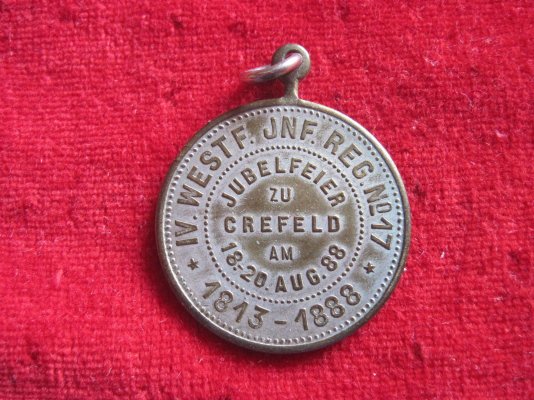 IV WESTF. JNF REG No 17
1813-1888
JUBELFEIER
ZU
CREFELD
AM
18-20. AUG 88